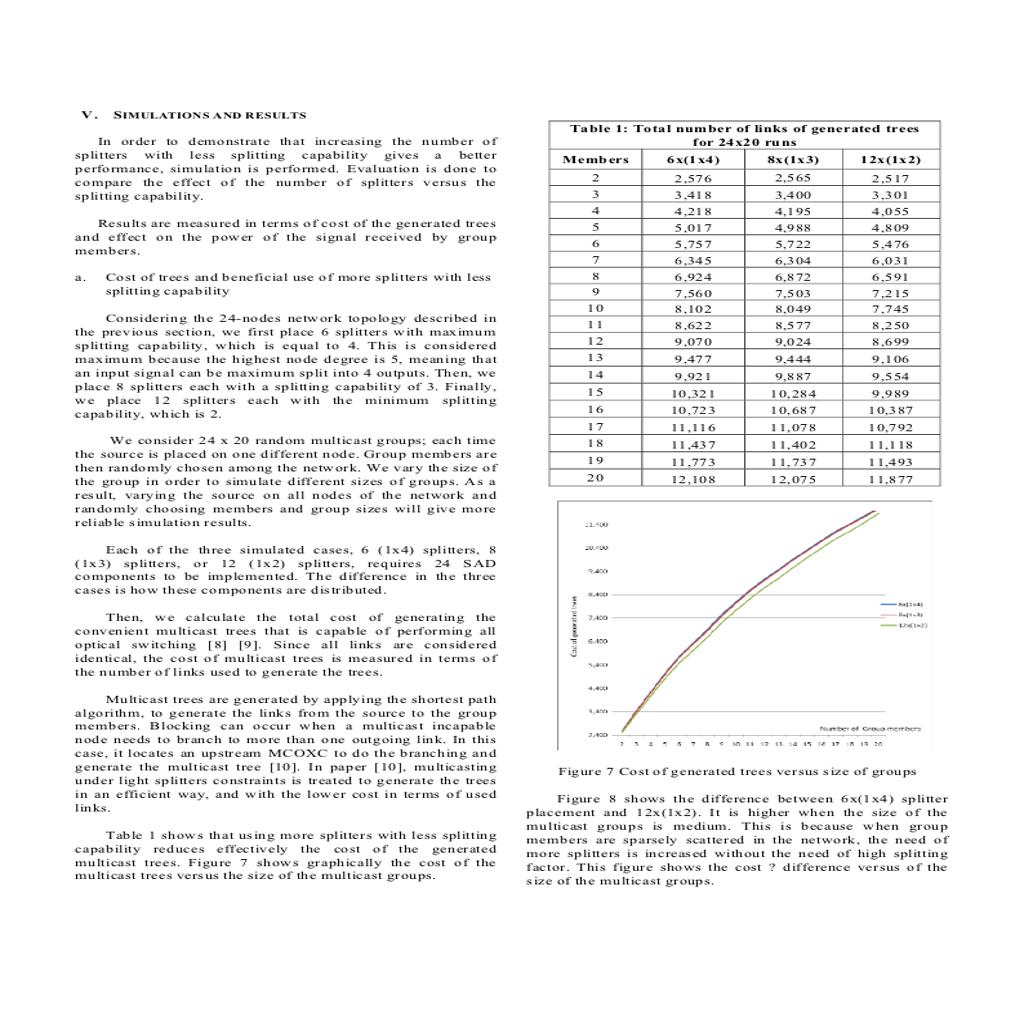 V. SIMULATIONS AND RESULTS
In order to demonstrate that increasing the number of
splitters with less splitting capability gives a better
performance, simulation is performed. Evaluation is done to
compare the effect of the number of splitters versus the
splitting capability.
Results are measured in terms of cost of the generated trees
and effect on the power of the signal received by group
members.
a. Cost of trees and beneficial use of more splitters with less
splitting capability
Considering the 24-nodes network topology described in
the previous section, we first place 6 splitters with maximum
splitting capability, which is equal to 4. This is considered
maximum because the highest node degree is 5, meaning that
an input signal can be maximum split into 4 outputs. Then, we
place 8 splitters each with a splitting capability of 3. Finally,
we place 12 splitters each with the minimum splitting
capability, which is 2.
We consider 24 x 20 random multicast groups; each time
the source is placed on one different node. Group members are
then randomly chosen among the network. We vary the size of
the group in order to simulate different sizes of groups. As a
result, varying the source on all nodes of the network and
randomly choosing members and group sizes will give more
reliable simulation results.
Each of the three simulated cases, 6 (1x4) splitters, 8
(1x3) splitters, or 12 (1x2) splitters, requires 24 SAD
components to be implemented. The difference in the three
cases is how these components are distributed.
Then, we calculate the total cost of generating the
convenient multicast trees that is capable of performing all
optical switching [8] [9]. Since all links are considered
identical, the cost of multicast trees is measured in terms of
the number of links used to generate the trees.
Multicast trees are generated by applying the shortest path
algorithm, to generate the links from the source to the group
members. Blocking can occur when a multicast incapable
node needs to branch to more than one outgoing link. In this
case, it locates an upstream MCOXC to do the branching and
generate the multicast tree [10]. In paper [10], multicasting
under light splitters constraints is treated to generate the trees
in an efficient way, and with the lower cost in terms of used
links.
Table 1 shows that using more splitters with less splitting
capability reduces effectively the cost of the generated
multicast trees. Figure 7 shows graphically the cost of the
multicast trees versus the size of the multicast groups.
Table 1: Total number of links of generated trees
for 24x20 runs
Members 6x(1x4) 8x(1x3) 12x(1x2)
2 2,576 2,565 2,517
3 3,418 3,400 3,301
4 4,218 4,195 4,055
5 5,017 4,988 4,809
6 5,757 5,722 5,476
7 6,345 6,304 6,031
8 6,924 6,872 6,591
9 7,560 7,503 7,215
10 8,102 8,049 7,745
11 8,622 8,577 8,250
12 9,070 9,024 8,699
13 9,477 9,444 9,106
14 9,921 9,887 9,554
15 10,321 10,284 9,989
16 10,723 10,687 10,387
17 11,116 11,078 10,792
18 11,437 11,402 11,118
19 11,773 11,737 11,493
20 12,108 12,075 11,877
11,400
10,400
9,400
8,400
7,400
6,400
5,400
4,400
3,400
2,400
Cost of generated trees
6x(1x4)
8x(1x3)
12x(1x2)
Number of Group members
2 3 4 5 6 7 8 9 10 11 12 13 14 15 16 17 18 19 20
Figure 7 Cost of generated trees versus size of groups
Figure 8 shows the difference between 6x(1x4) splitter
placement and 12x(1x2). It is higher when the size of the
multicast groups is medium. This is because when group
members are sparsely scattered in the network, the need of
more splitters is increased without the need of high splitting
factor. This figure shows the cost ? difference versus of the
size of the multicast groups.